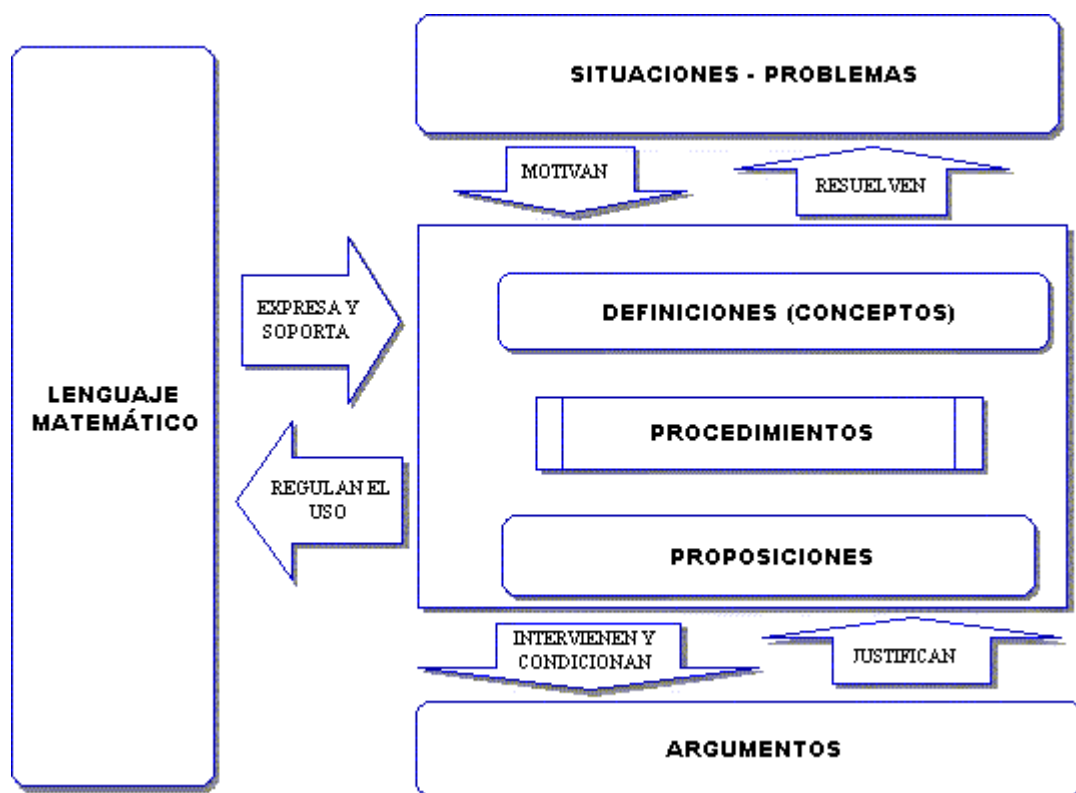 SITUACIONES - PROBLEMAS
MOTIVAN
RESUELVEN
LENGUAJE
MATEMÁTICO
EXPRESA Y
SOPORTA
REGULAN EL
USO
DEFINICIONES (CONCEPTOS)
PROCEDIMIENTOS
PROPOSICIONES
INTERVIENEN Y
CONDICIONAN
JUSTIFICAN
ARGUMENTOS